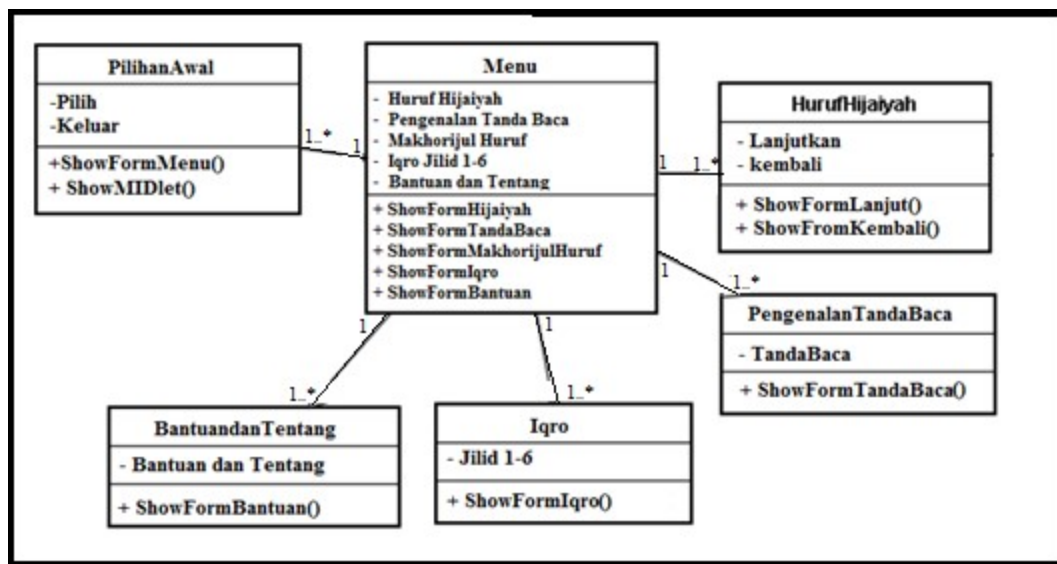 PilihanAwal
-Pilih
-Keluar
+ShowFormMenu()
+ ShowMIDlet()
1..*
1
Menu
- Huruf Hijaiyah
- Pengenalan Tanda Baca
- Makhorijul Huruf
- Iqro Jilid 1-6
- Bantuan dan Tentang
+ ShowFormHijaiyah
+ ShowFormTandaBaca
+ ShowFormMakhorijulHuruf
+ ShowFormIqro
+ ShowFormBantuan
1
1..*
HurufHijaiyah
- Lanjutkan
- kembali
+ ShowFormLanjut()
+ ShowFromKembali()
1
1..*
PengenalanTandaBaca
- TandaBaca
+ ShowFormTandaBaca()
1
1..*
BantuandanTentang
- Bantuan dan Tentang
+ ShowFormBantuan()
1
1..*
Iqro
- Jilid 1-6
+ ShowFormIqro()